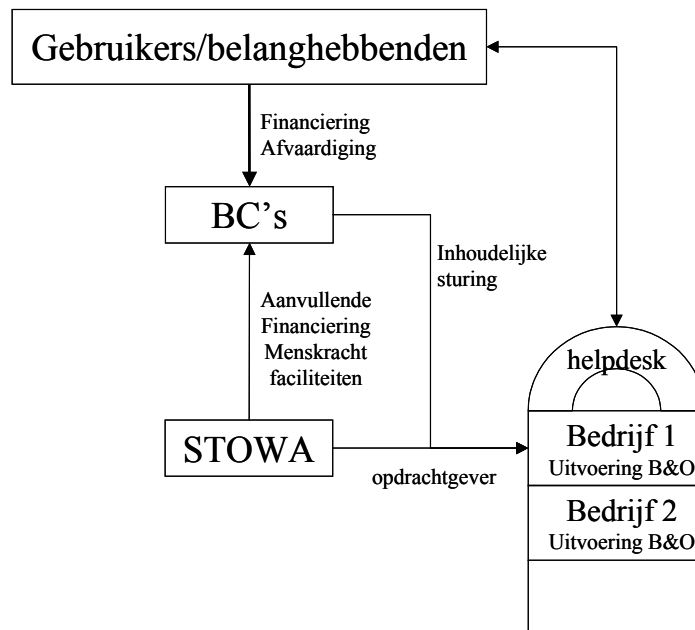 Gebruikers/belanghebbenden
Financiering
Afvaardiging
BC's
Inhoudelijke
sturing
Aanvullende
Financiering
Menskracht
faciliteiten
helpdesk
STOWA
opdrachtgever
Bedrijf 1
Uitvoering B&O
Bedrijf 2
Uitvoering B&O